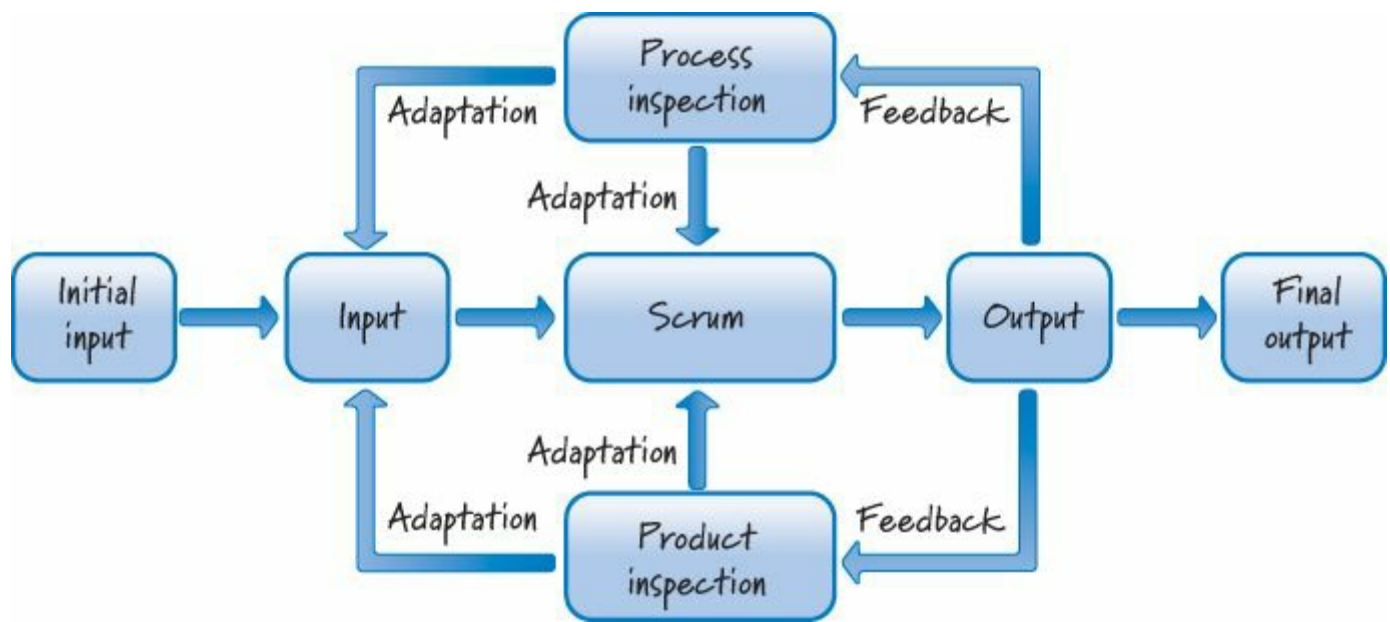 Process
inspection
Adaptation
Feedback
Adaptation
Initial
input
Input
Scrum
Output
Final
output
Adaptation
Adaptation
Feedback
Product
inspection